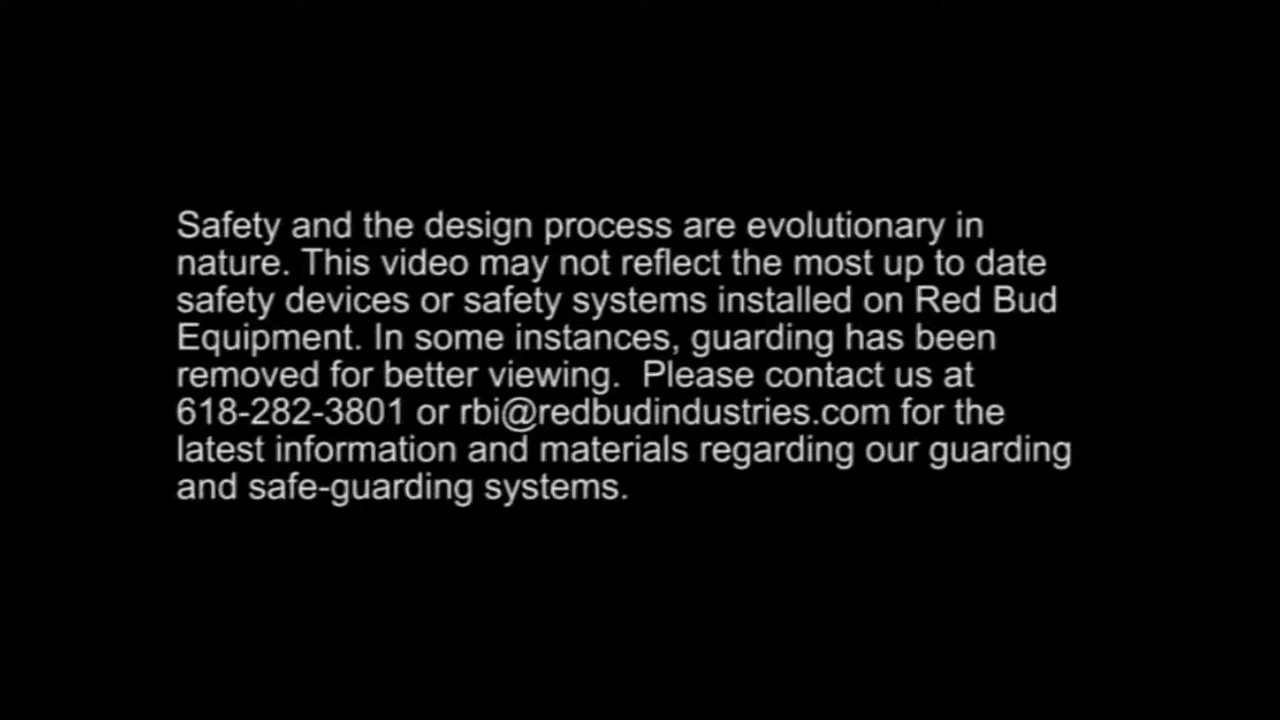 Safety and the design process are evolutionary in
nature. This video may not reflect the most up to date
safety devices or safety systems installed on Red Bud
Equipment. In some instances, guarding has been
removed for better viewing.  Please contact us at
618-282-3801 or rbi@redbudindustries.com for the
latest information and materials regarding our guarding
and safe-guarding systems.